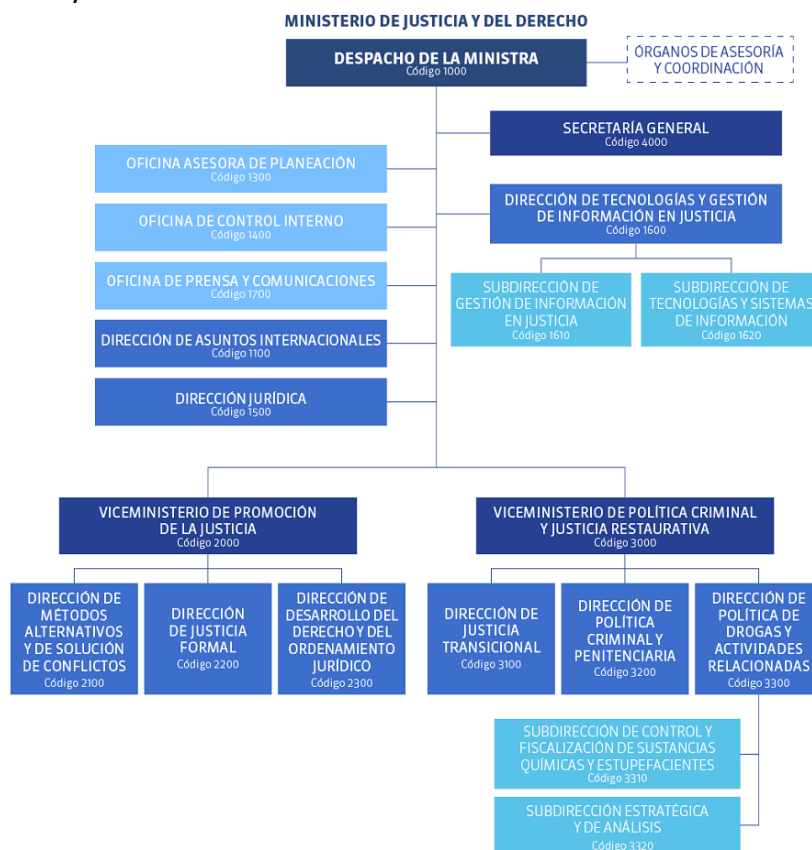 MINISTERIO DE JUSTICIA Y DEL DERECHO
DESPACHO DE LA MINISTRA
Código 1000
ÓRGANOS DE ASESORÍA
Y COORDINACIÓN
SECRETARÍA GENERAL
Código 4000
OFICINA ASESORA DE PLANEACIÓN
Código 1300
DIRECCIÓN DE TECNOLOGÍAS Y GESTIÓN
DE INFORMACIÓN EN JUSTICIA
Código 1600
OFICINA DE CONTROL INTERNO
Código 1400
OFICINA DE PRENSA Y COMUNICACIONES
Código 1700
SUBDIRECCIÓN DE
GESTIÓN DE INFORMACIÓN
EN JUSTICIA
Código 1610
SUBDIRECCIÓN DE
TECNOLOGÍAS Y SISTEMAS
DE INFORMACIÓN
Código 1620
DIRECCIÓN DE ASUNTOS INTERNACIONALES
Código 1100
DIRECCIÓN JURÍDICA
Código 1500
VICEMINISTERIO DE PROMOCIÓN
DE LA JUSTICIA
Código 2000
VICEMINISTERIO DE POLÍTICA CRIMINAL
Y JUSTICIA RESTAURATIVA
Código 3000
DIRECCIÓN DE
MÉTODOS
ALTERNATIVOS
Y DE SOLUCIÓN
DE CONFLICTOS
Código 2100
DIRECCIÓN
DE JUSTICIA
FORMAL
Código 2200
DIRECCIÓN DE
DESARROLLO DEL
DERECHO Y DEL
ORDENAMIENTO
JURÍDICO
Código 2300
DIRECCIÓN DE
JUSTICIA
TRANSICIONAL
Código 3100
DIRECCIÓN DE
POLÍTICA
CRIMINAL Y
PENITENCIARIA
Código 3200
DIRECCIÓN DE
POLÍTICA DE
DROGAS Y
ACTIVIDADES
RELACIONADAS
Código 3300
SUBDIRECCIÓN DE CONTROL Y
FISCALIZACIÓN DE SUSTANCIAS
QUÍMICAS Y ESTUPEFACIENTES
Código 3310
SUBDIRECCIÓN ESTRATÉGICA
Y DE ANÁLISIS
Código 3320